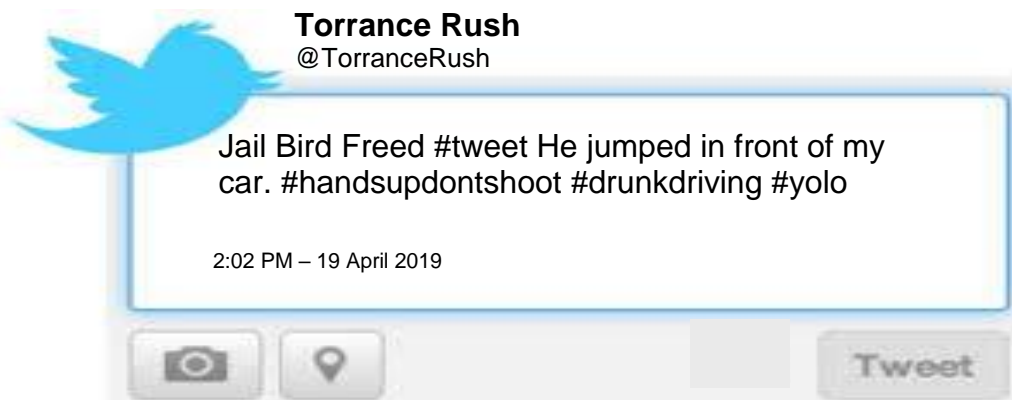 Torrance Rush
@TorranceRush
Jail Bird Freed #tweet He jumped in front of my
car. #handsupdontshoot #drunkdriving #yolo
2:02 PM – 19 April 2019
Tweet